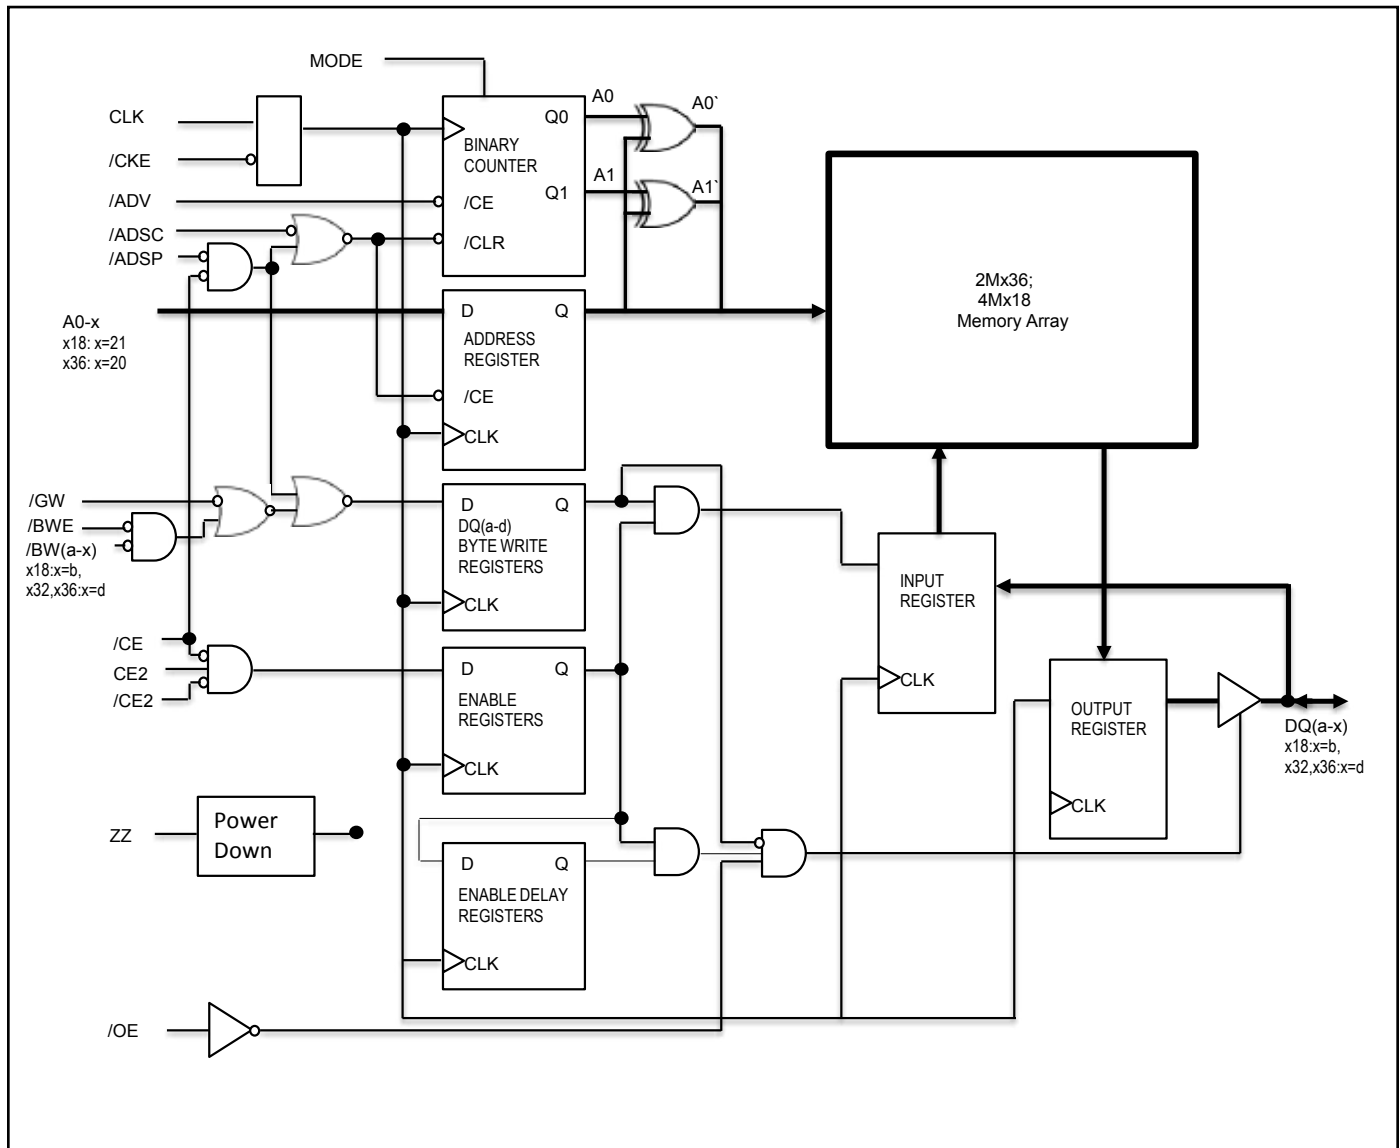 MODE
CLK
/CKE
/ADV
/ADSC
/ADSP
BINARY
COUNTER
Q0
Q1
/CE
/CLR
A0
A0`
A1
A1`
A0-x
x18: x=21
x36: x=20
D
Q
ADDRESS
REGISTER
/CE
CLK
2Mx36;
4Mx18
Memory Array
/GW
/BWE
/BW(a-x)
x18:x=b,
x32,x36:x=d
D
Q
DQ(a-d)
BYTE WRITE
REGISTERS
CLK
INPUT
REGISTER
CLK
/CE
CE2
/CE2
D
Q
ENABLE
REGISTERS
CLK
OUTPUT
REGISTER
CLK
DQ(a-x)
x18:x=b,
x32,x36:x=d
ZZ
Power
Down
D
Q
ENABLE DELAY
REGISTERS
CLK
/OE